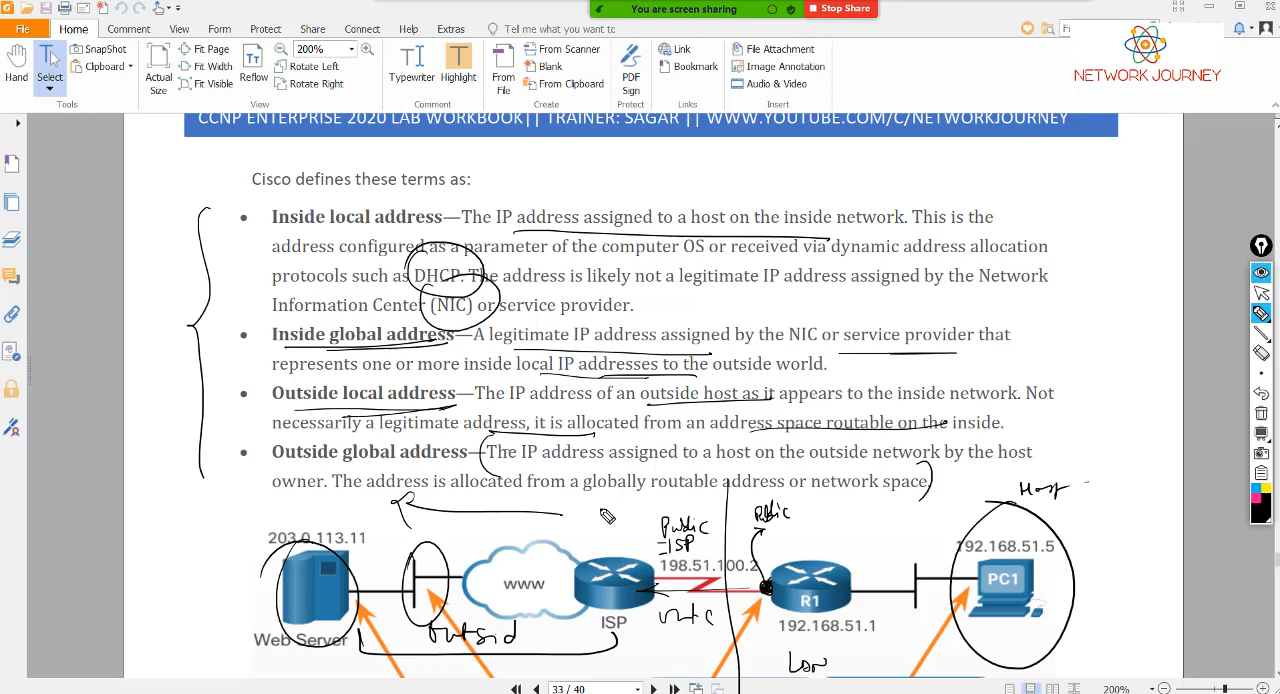 You are screen sharing
Stop Share
File Home Comment View Form Protect Share Connect Help Extras Tell me what you want to
Hand
Select
SnapShot
Clipboard
Tools
Actual Size
Fit Page
Fit Width
Fit Visible
Reflow
200%
Rotate Left
Rotate Right
View
Typewriter
Highlight
Comment
From File
From Scanner
Blank
From Clipboard
Create
PDF Sign
Protect
Link
Bookmark
Links
File Attachment
Image Annotation
Audio & Video
Insert
NETWORK JOURNEY
CCNP ENTERPRISE 2020 LAB WORKBOOK|| TRAINER: SAGAR || WWW.YOUTUBE.COM/C/NETWORKJOURNEY
Cisco defines these terms as:
• Inside local address—The IP address assigned to a host on the inside network. This is the
address configured as a parameter of the computer OS or received via dynamic address allocation
protocols such as DHCP. The address is likely not a legitimate IP address assigned by the Network
Information Center (NIC) or service provider.
• Inside global address—A legitimate IP address assigned by the NIC or service provider that
represents one or more inside local IP addresses to the outside world.
• Outside local address—The IP address of an outside host as it appears to the inside network. Not
necessarily a legitimate address, it is allocated from an address space routable on the inside.
• Outside global address—The IP address assigned to a host on the outside network by the host
owner. The address is allocated from a globally routable address or network space.
Host
Public
Public
ISP
203.0.113.11
198.51.100.2
192.168.51.5
www
PC1
R1
ISP
192.168.51.1
Web Server
Outsid
LAN
33 / 40
200%